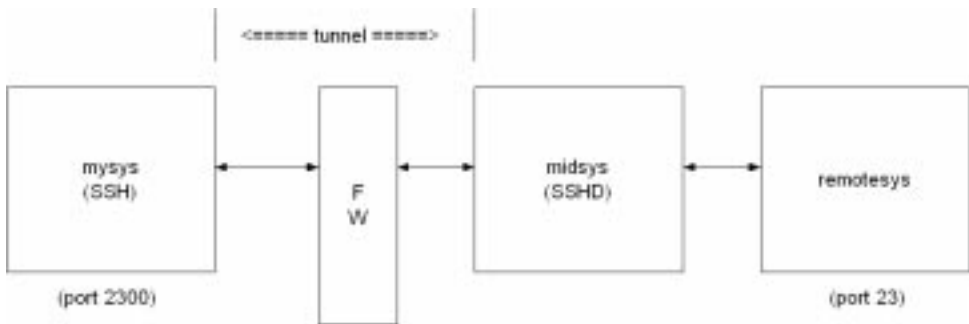 <===== tunnel =====>
mysys
(SSH)
F
W
midsys
(SSHD)
remotesys
(port 2300)
(port 23)